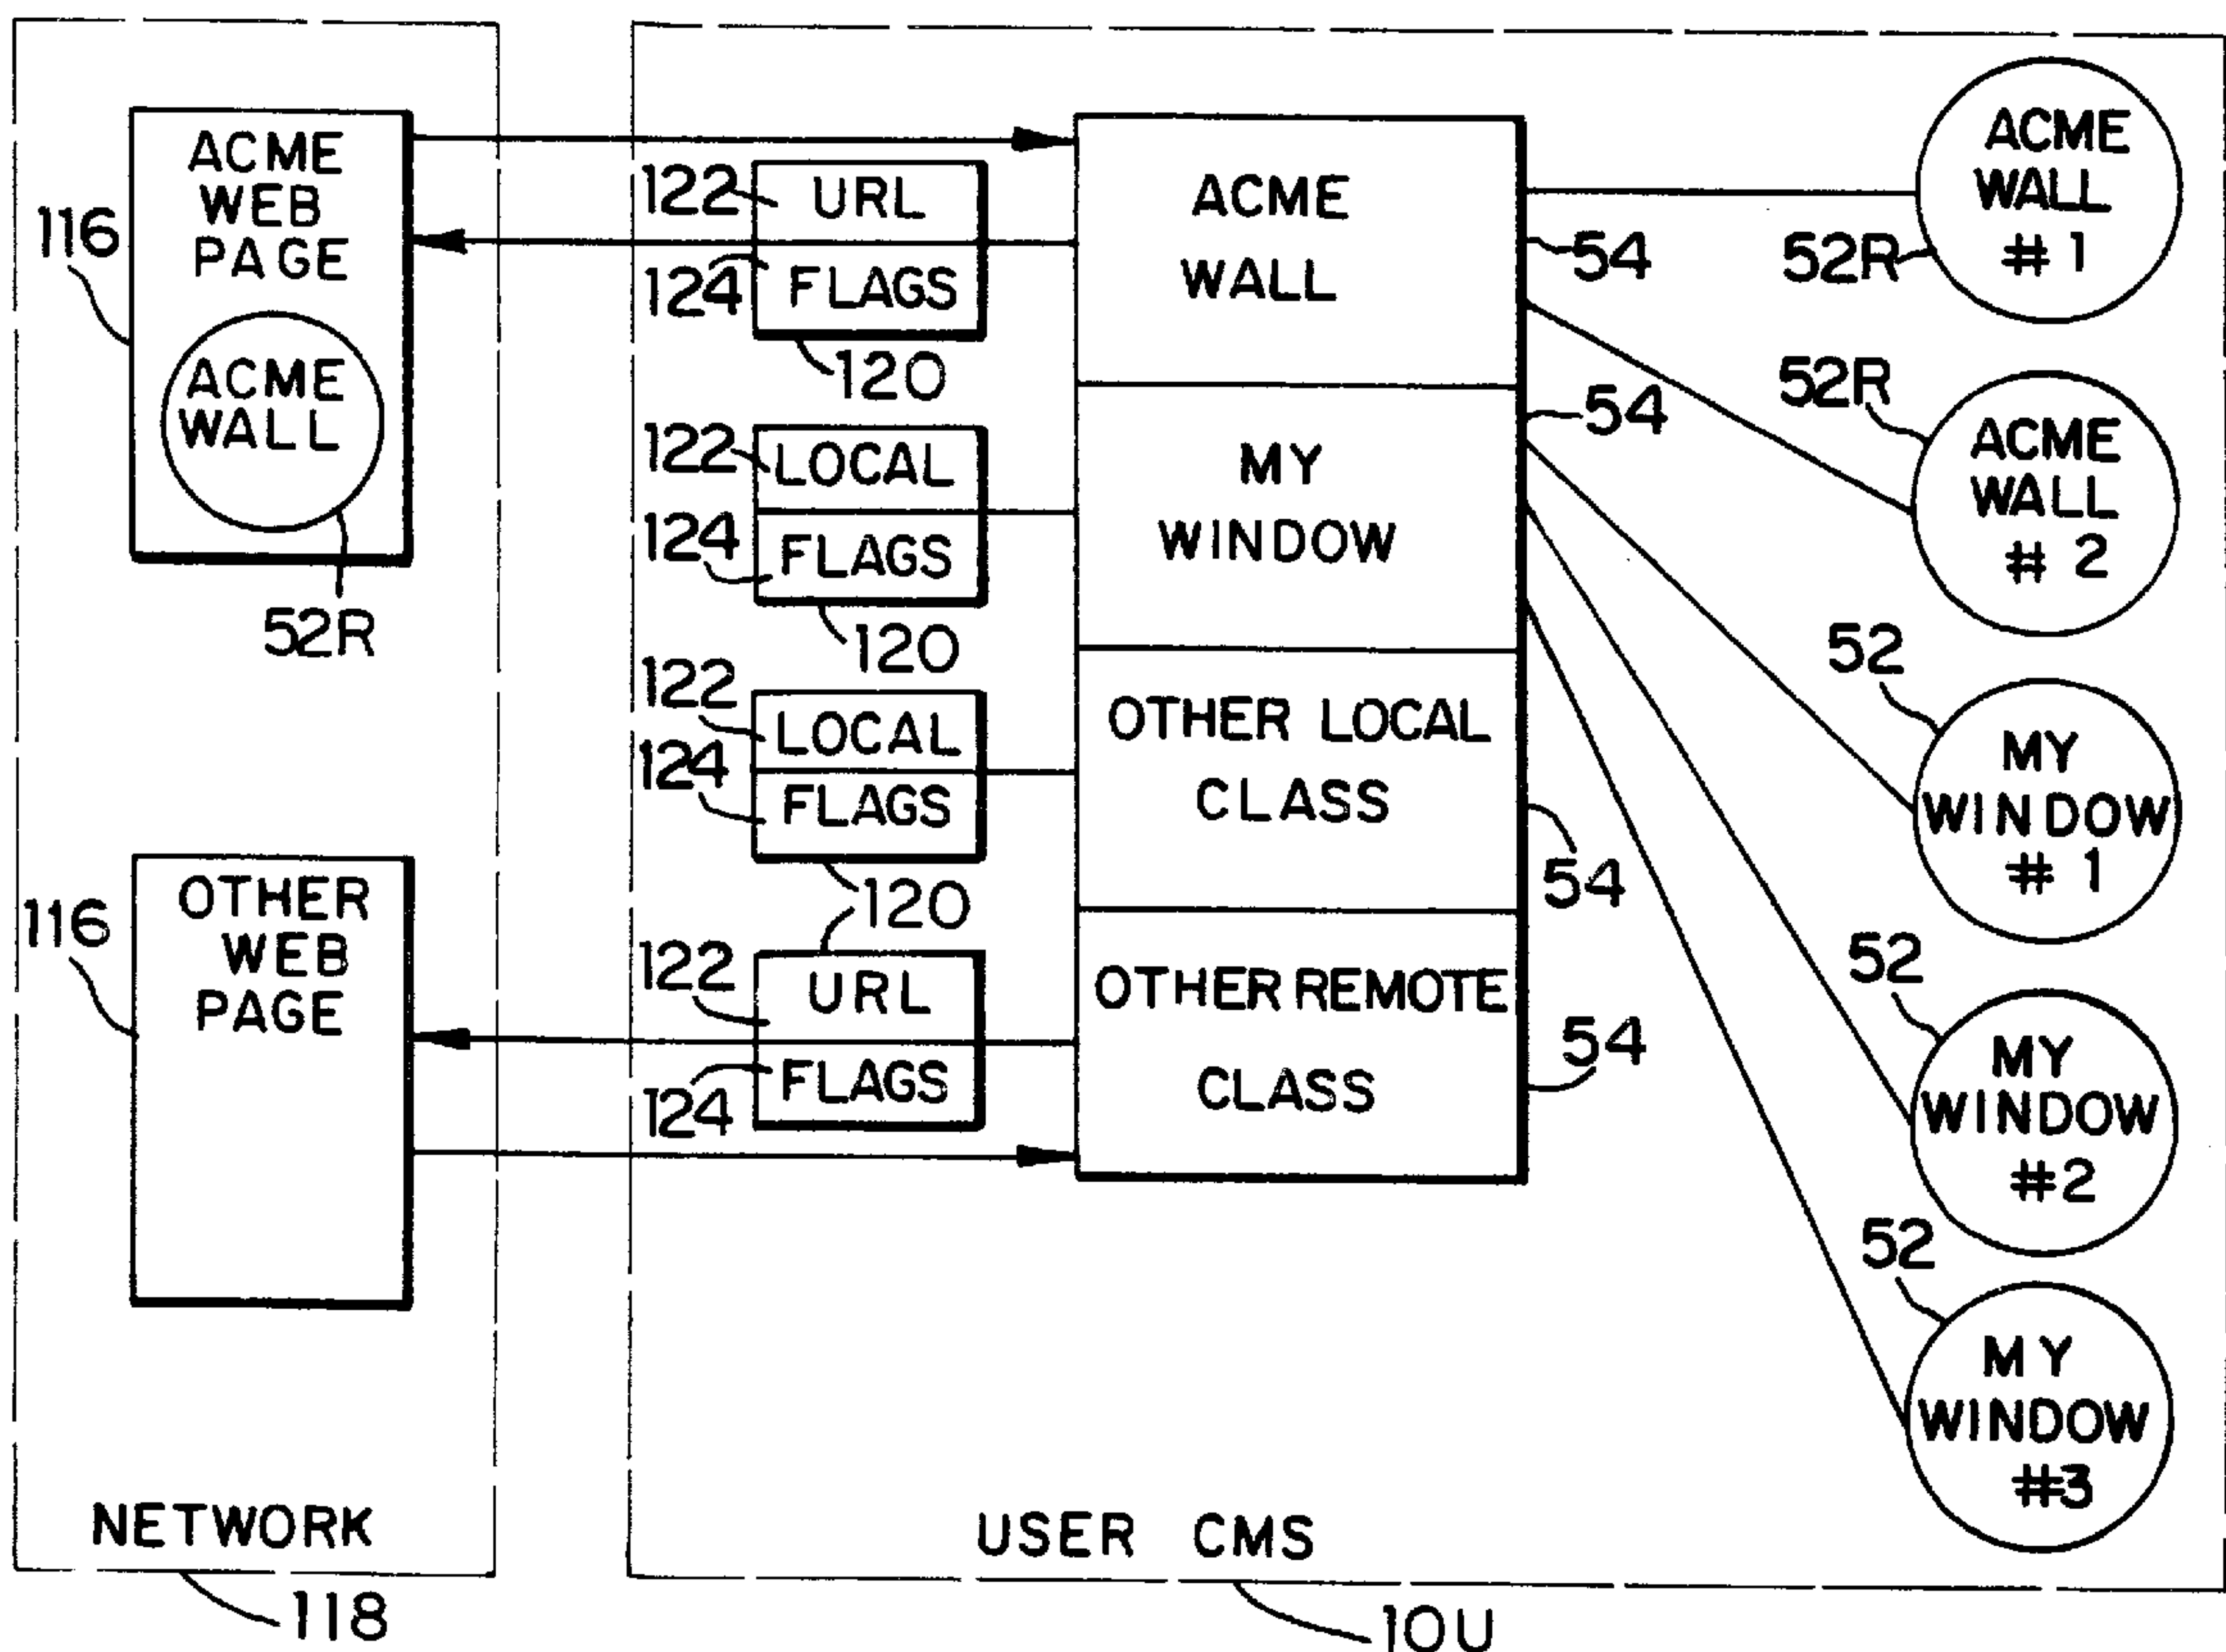 ACME
WEB
PAGE
116
ACME
WALL
52R
OTHER
WEB
PAGE
116
NETWORK
118
122
URL
124
FLAGS
120
122
LOCAL
124
FLAGS
120
122
LOCAL
124
FLAGS
120
122
URL
124
FLAGS
ACME
WALL
54
MY
WINDOW
54
OTHER LOCAL
CLASS
54
OTHER REMOTE
CLASS
54
ACME
WALL
# 1
52R
52R
ACME
WALL
# 2
52
MY
WINDOW
# 1
52
MY
WINDOW
#2
52
MY
WINDOW
#3
USER CMS
10U